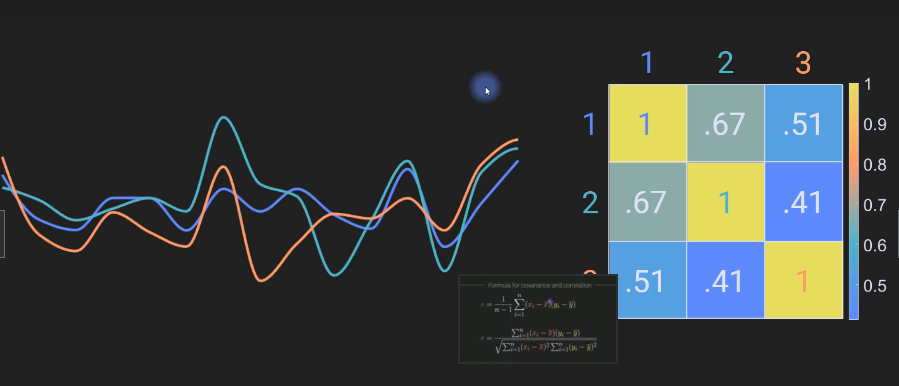 1 2 3
1 1 .67 .51
2 .67 1 .41
.51 .41 1
1
0.9
0.8
0.7
0.6
0.5
Formula for covariance and correlation
c = \frac{1}{n-1} \sum_{i=1}^{n} (x_i - \bar{x})(y_i - \bar{y})
r = \frac{\sum_{i=1}^{n} (x_i - \bar{x})(y_i - \bar{y})}{\sqrt{\sum_{i=1}^{n} (x_i - \bar{x})^2 \sum_{i=1}^{n} (y_i - \bar{y})^2}}